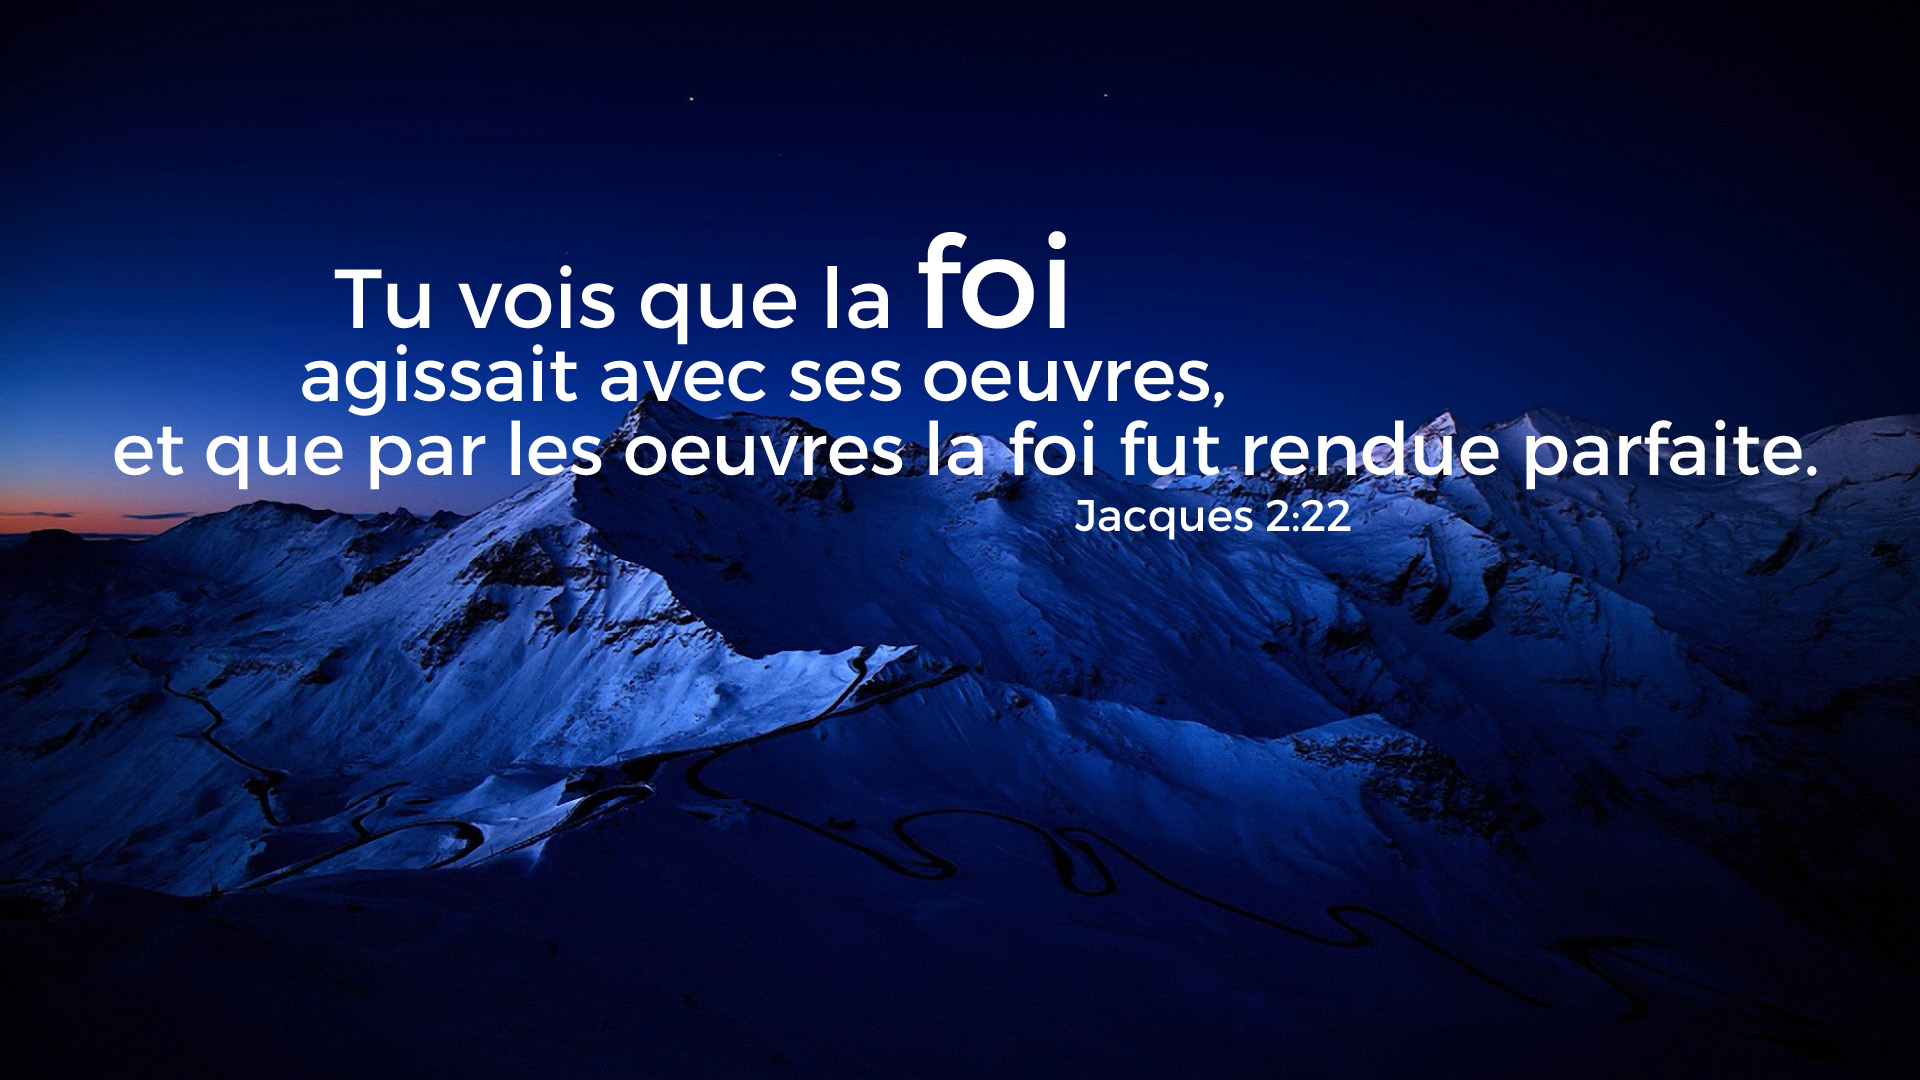 Tu vois que la foi
agissait avec ses oeuvres,
et que par les oeuvres la foi fut rendue parfaite.
Jacques 2:22